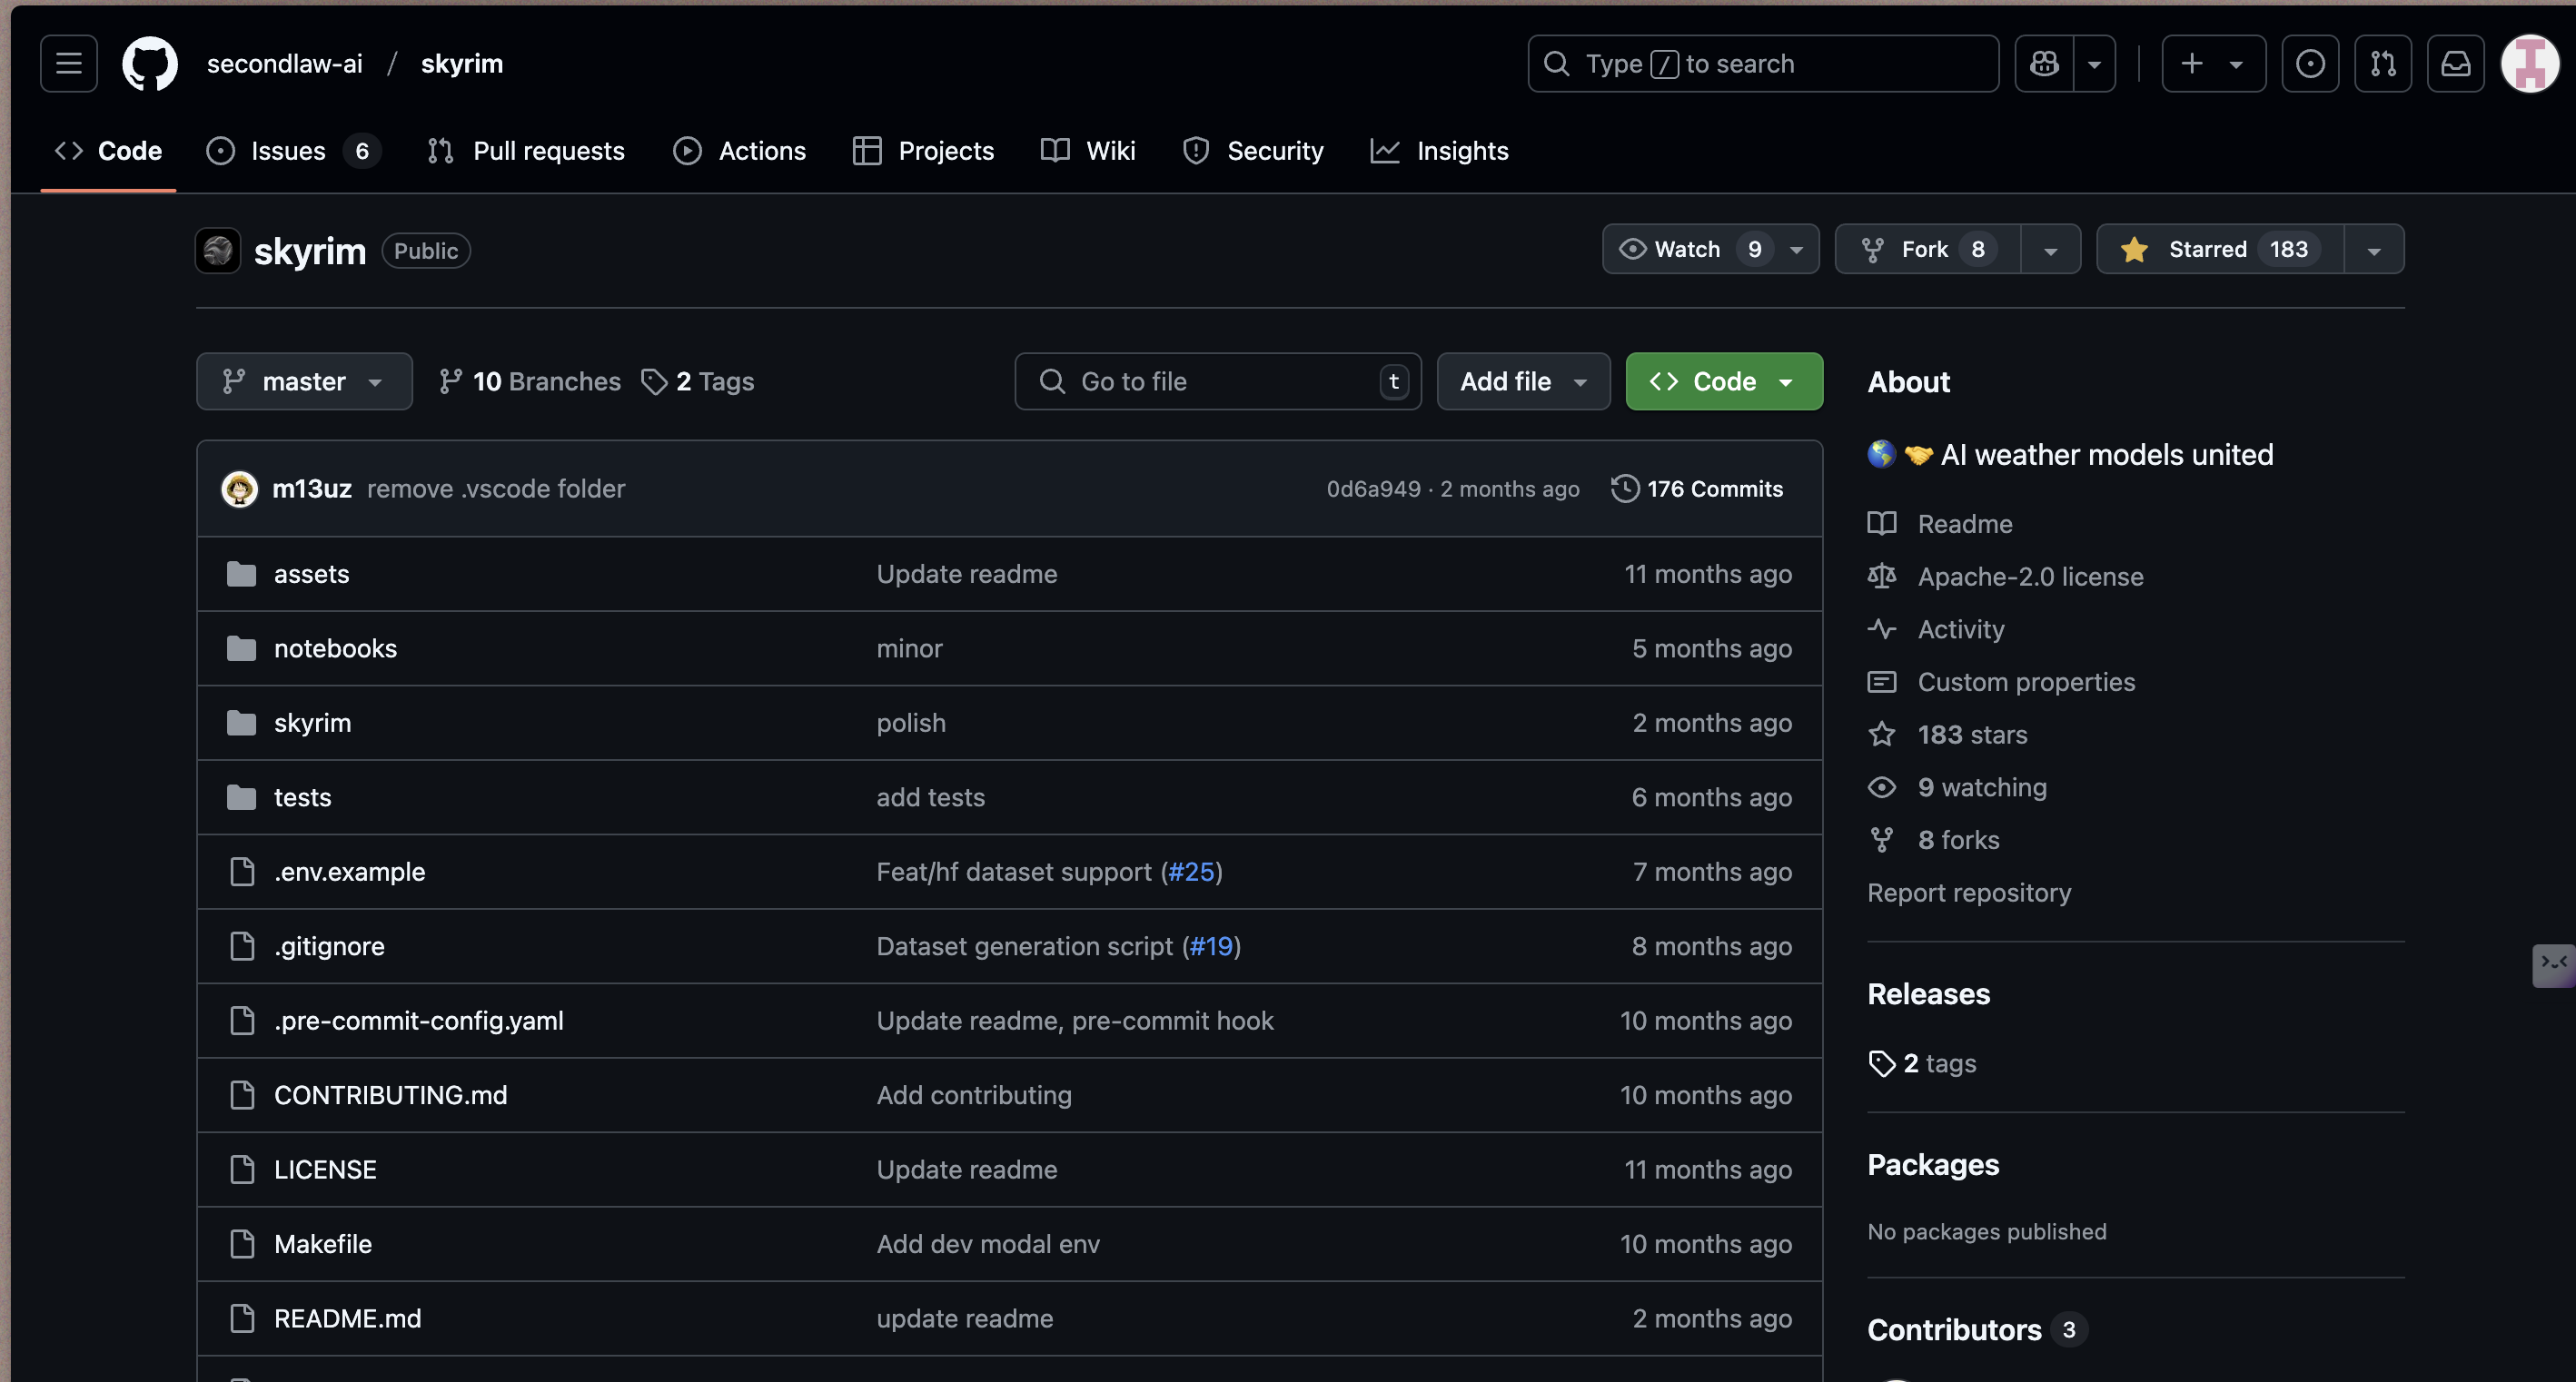 secondlaw-ai / skyrim
Type / to search
Code
Issues 6
Pull requests
Actions
Projects
Wiki
Security
Insights
skyrim Public
Watch 9
Fork 8
Starred 183
master
10 Branches
2 Tags
Go to file t
Add file
Code
m13uz remove .vscode folder 0d6a949 · 2 months ago 176 Commits
assets Update readme 11 months ago
notebooks minor 5 months ago
skyrim polish 2 months ago
tests add tests 6 months ago
.env.example Feat/hf dataset support (#25) 7 months ago
.gitignore Dataset generation script (#19) 8 months ago
.pre-commit-config.yaml Update readme, pre-commit hook 10 months ago
CONTRIBUTING.md Add contributing 10 months ago
LICENSE Update readme 11 months ago
Makefile Add dev modal env 10 months ago
README.md update readme 2 months ago
About
🌎 🤝 AI weather models united
Readme
Apache-2.0 license
Activity
Custom properties
183 stars
9 watching
8 forks
Report repository
Releases
2 tags
Packages
No packages published
Contributors 3